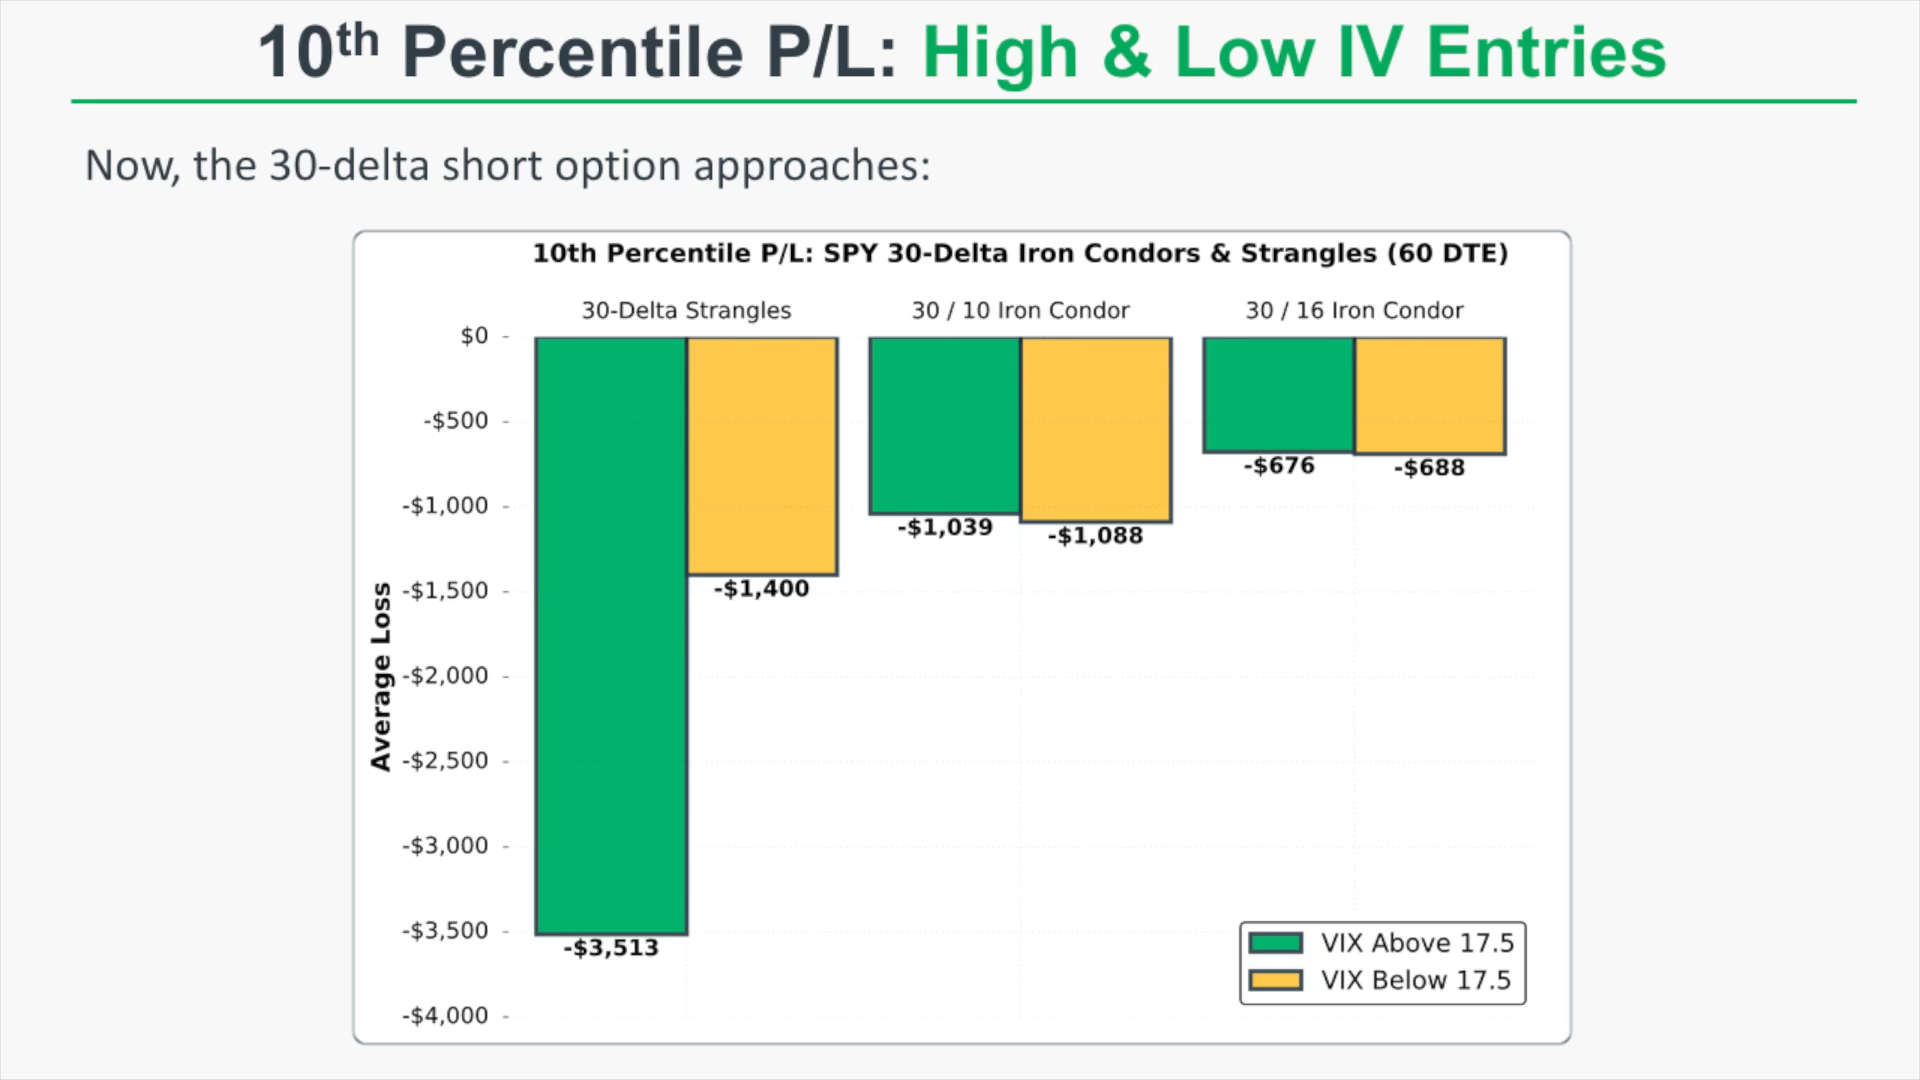 10th Percentile P/L: High & Low IV Entries
Now, the 30-delta short option approaches:
10th Percentile P/L: SPY 30-Delta Iron Condors & Strangles (60 DTE)
30-Delta Strangles
30 / 10 Iron Condor
30 / 16 Iron Condor
$0
-$500
-$1,000
-$1,500
-$2,000
-$2,500
-$3,000
-$3,500
-$4,000
Average Loss
-$3,513
-$1,400
-$1,039
-$1,088
-$676
-$688
VIX Above 17.5
VIX Below 17.5